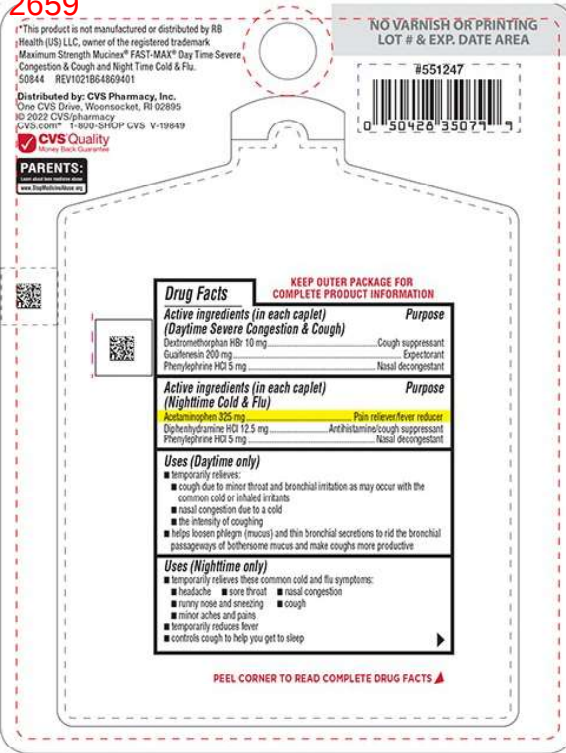 2659
*This product is not manufactured or distributed by RB
Health (US) LLC, owner of the registered trademark
Maximum Strength Mucinex® FAST-MAX® Day Time Severe
Congestion & Cough and Night Time Cold & Flu.
50844 REV1021B64869401
Distributed by: CVS Pharmacy, Inc.
One CVS Drive, Woonsocket, RI 02895
© 2022 CVS/pharmacy
CVS.com® 1-800-SHOP CVS V-19849
CVS Quality
Money Back Guarantee
PARENTS:
Learn about teen medicine abuse
www.StopMedicineAbuse.org
NO VARNISH OR PRINTING
LOT # & EXP. DATE AREA
#551247
0 50428 35079 9
KEEP OUTER PACKAGE FOR
COMPLETE PRODUCT INFORMATION
Drug Facts
Active ingredients (in each caplet) Purpose
(Daytime Severe Congestion & Cough)
Dextromethorphan HBr 10 mg Cough suppressant
Guaifenesin 200 mg Expectorant
Phenylephrine HCl 5 mg Nasal decongestant
Active ingredients (in each caplet) Purpose
(Nighttime Cold & Flu)
Acetaminophen 325 mg Pain reliever/fever reducer
Diphenhydramine HCl 12.5 mg Antihistamine/cough suppressant
Phenylephrine HCl 5 mg Nasal decongestant
Uses (Daytime only)
■ temporarily relieves:
■ cough due to minor throat and bronchial irritation as may occur with the
common cold or inhaled irritants
■ nasal congestion due to a cold
■ the intensity of coughing
■ helps loosen phlegm (mucus) and thin bronchial secretions to rid the bronchial
passageways of bothersome mucus and make coughs more productive
Uses (Nighttime only)
■ temporarily relieves these common cold and flu symptoms:
■ headache ■ sore throat ■ nasal congestion
■ runny nose and sneezing ■ cough
■ minor aches and pains
■ temporarily reduces fever
■ controls cough to help you get to sleep
PEEL CORNER TO READ COMPLETE DRUG FACTS